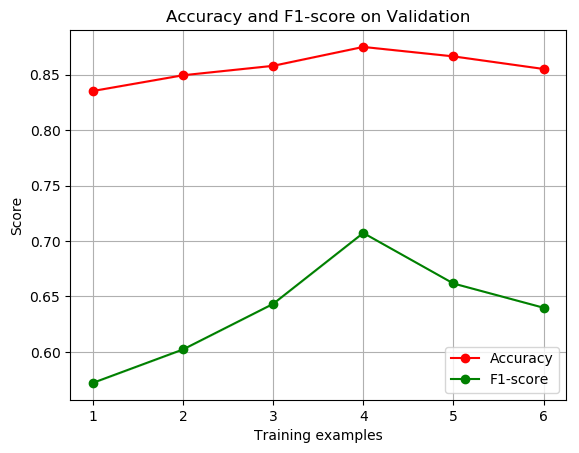 Accuracy and F1-score on Validation
Score
0.85
0.80
0.75
0.70
0.65
0.60
Accuracy
F1-score
1 2 3 4 5 6
Training examples